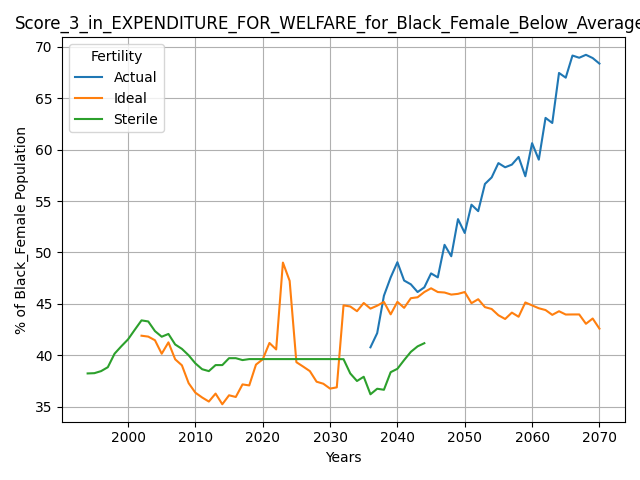 Score_3_in_EXPENDITURE_FOR_WELFARE_for_Black_Female_Below_Average
Fertility
Actual
Ideal
Sterile
% of Black_Female Population
70
65
60
55
50
45
40
35
2000 2010 2020 2030 2040 2050 2060 2070
Years